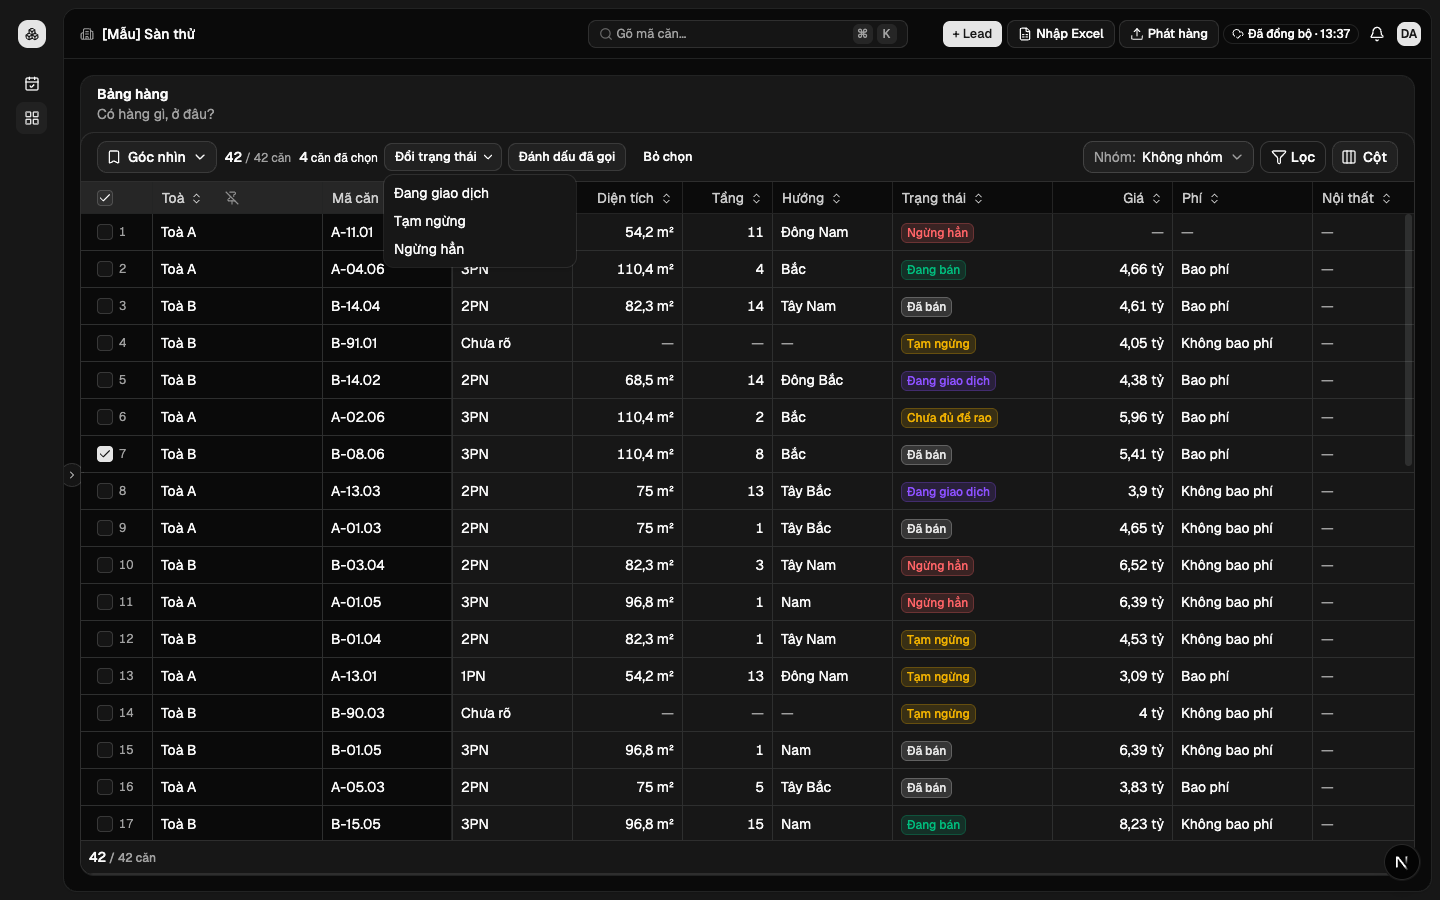 [Mẫu] Sàn thử
Gõ mã căn... ⌘ K
+ Lead
Nhập Excel
Phát hàng
Đã đồng bộ · 13:37
DA
Bảng hàng
Có hàng gì, ở đâu?
Góc nhìn 42 / 42 căn 4 căn đã chọn Đổi trạng thái Đánh dấu đã gọi Bỏ chọn Nhóm: Không nhóm Lọc Cột
Đang giao dịch
Tạm ngừng
Ngừng hẳn
Toà Mã căn Diện tích Tầng Hướng Trạng thái Giá Phí Nội thất
1 Toà A A-11.01 54,2 m² 11 Đông Nam Ngừng hẳn — — —
2 Toà A A-04.06 3PN 110,4 m² 4 Bắc Đang bán 4,66 tỷ Bao phí —
3 Toà B B-14.04 2PN 82,3 m² 14 Tây Nam Đã bán 4,61 tỷ Bao phí —
4 Toà B B-91.01 Chưa rõ — — — Tạm ngừng 4,05 tỷ Không bao phí —
5 Toà B B-14.02 2PN 68,5 m² 14 Đông Bắc Đang giao dịch 4,38 tỷ Bao phí —
6 Toà A A-02.06 3PN 110,4 m² 2 Bắc Chưa đủ để rao 5,96 tỷ Bao phí —
7 Toà B B-08.06 3PN 110,4 m² 8 Bắc Đã bán 5,41 tỷ Bao phí —
8 Toà A A-13.03 2PN 75 m² 13 Tây Bắc Đang giao dịch 3,9 tỷ Không bao phí —
9 Toà A A-01.03 2PN 75 m² 1 Tây Bắc Đã bán 4,65 tỷ Không bao phí —
10 Toà B B-03.04 2PN 82,3 m² 3 Tây Nam Ngừng hẳn 6,52 tỷ Không bao phí —
11 Toà A A-01.05 3PN 96,8 m² 1 Nam Ngừng hẳn 6,39 tỷ Không bao phí —
12 Toà B B-01.04 2PN 82,3 m² 1 Tây Nam Tạm ngừng 4,53 tỷ Không bao phí —
13 Toà A A-13.01 1PN 54,2 m² 13 Đông Nam Tạm ngừng 3,09 tỷ Bao phí —
14 Toà B B-90.03 Chưa rõ — — — Tạm ngừng 4 tỷ Không bao phí —
15 Toà B B-01.05 3PN 96,8 m² 1 Nam Đã bán 6,39 tỷ Không bao phí —
16 Toà A A-05.03 2PN 75 m² 5 Tây Bắc Đã bán 3,83 tỷ Bao phí —
17 Toà B B-15.05 3PN 96,8 m² 15 Nam Đang bán 8,23 tỷ Không bao phí —
42 / 42 căn
N